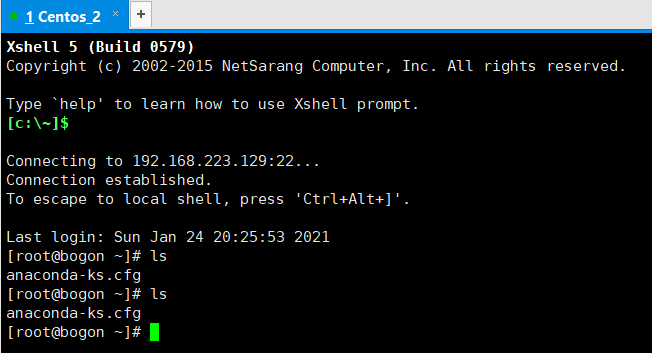 1 Centos_2 × +
Xshell 5 (Build 0579)
Copyright (c) 2002-2015 NetSarang Computer, Inc. All rights reserved.
Type `help' to learn how to use Xshell prompt.
[c:\~]$
Connecting to 192.168.223.129:22...
Connection established.
To escape to local shell, press 'Ctrl+Alt+]'.
Last login: Sun Jan 24 20:25:53 2021
[root@bogon ~]# ls
anaconda-ks.cfg
[root@bogon ~]# ls
anaconda-ks.cfg
[root@bogon ~]#